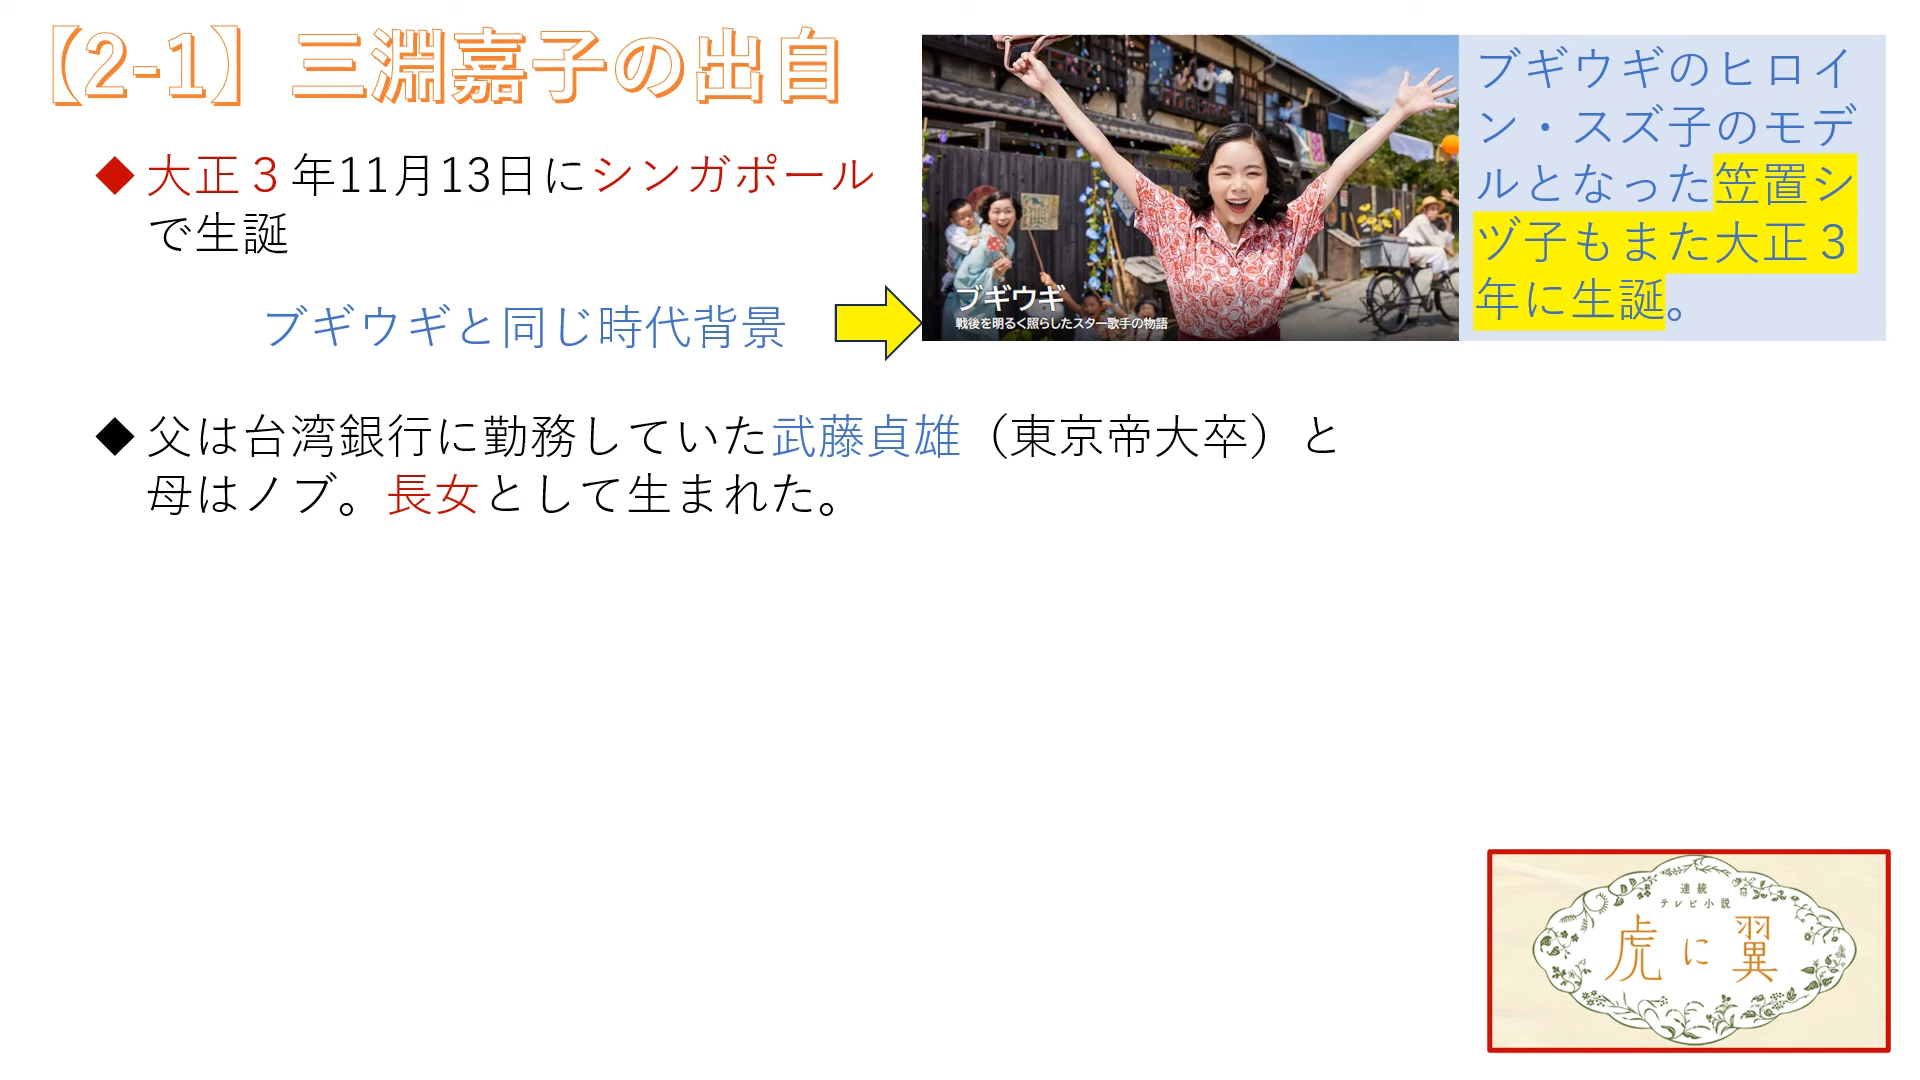 【2-1】三淵嘉子の出自
◆大正３年11月13日にシンガポール
で生誕
ブギウギと同じ時代背景
ブギウギ
戦後を明るく照らしたスター歌手の物語
ブギウギのヒロイ
ン・スズ子のモデ
ルとなった笠置シ
ヅ子もまた大正３
年に生誕。
◆父は台湾銀行に勤務していた武藤貞雄（東京帝大卒）と
母はノブ。長女として生まれた。
連続
テレビ小説
虎に翼